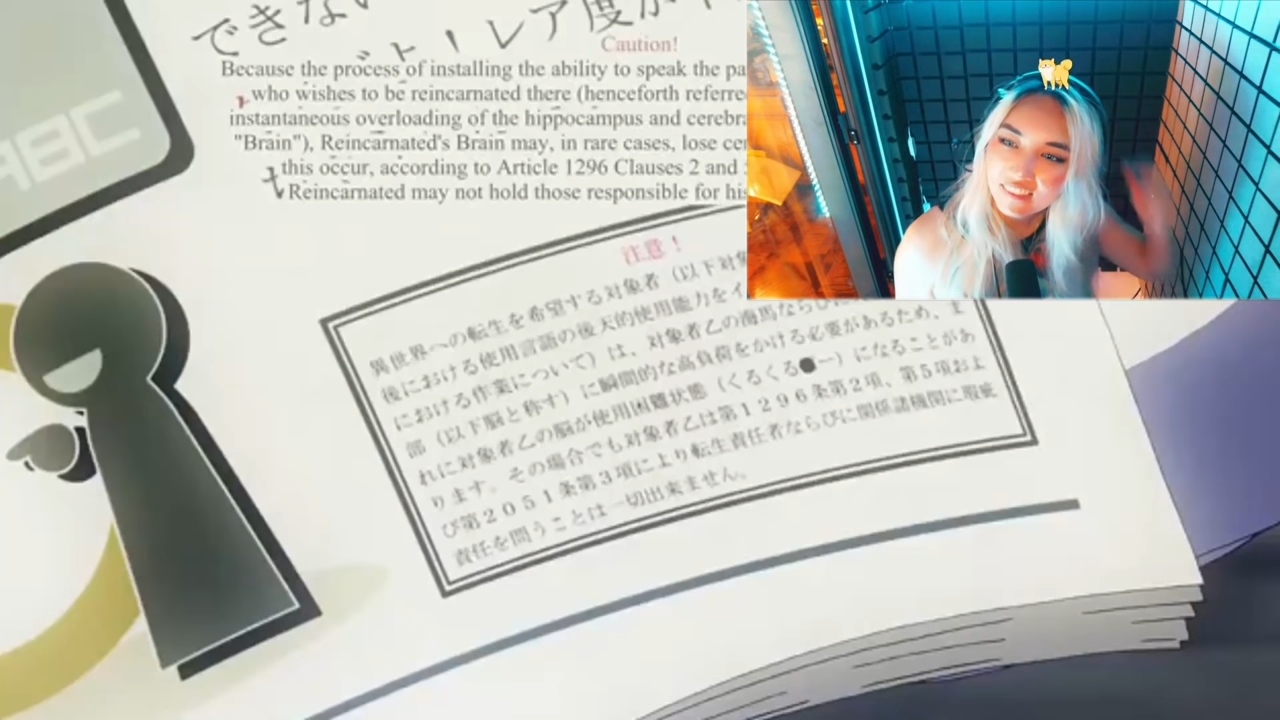 できない
レア度が
Caution!
Because the process of installing the ability to speak the pa
who wishes to be reincarnated there (henceforth referre
instantaneous overloading of the hippocampus and cerebr
"Brain"), Reincarnated's Brain may, in rare cases, lose cer
this occur, according to Article 1296 Clauses 2 and
Reincarnated may not hold those responsible for his
ABC
注意！
異世界への転生を希望する対象者（以下対象
後における使用言語の後天的使用能力をイ
における作業について）は、対象者乙の海馬ならびに
部（以下脳と称す）に瞬間的な高負荷をかける必要があるため、ま
れに対象者乙の脳が使用困難状態（くるくる●ー）になることがあ
ります。その場合でも対象者乙は第１２９６条第２項、第５項およ
び第２０５１条第３項により転生責任者ならびに関係諸機関に瑕疵
責任を問うことは一切出来ません。